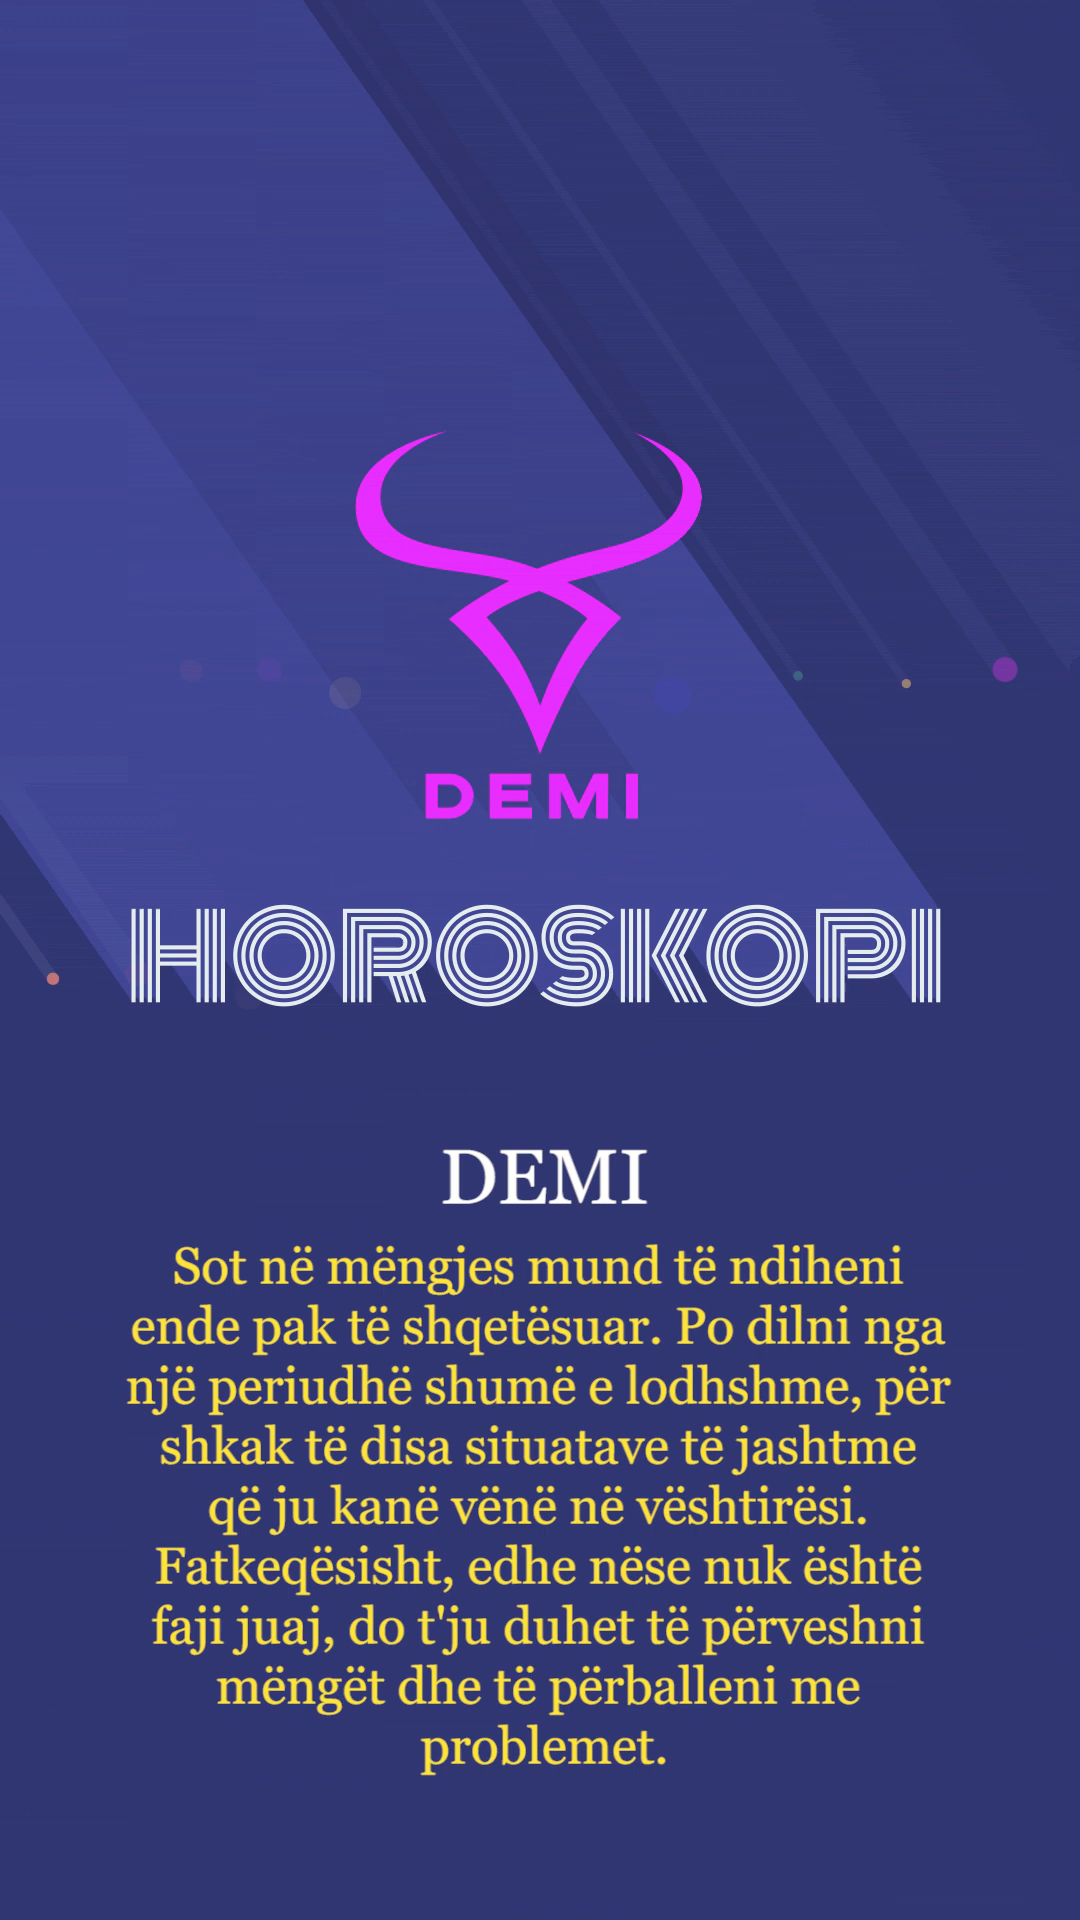 DEMI
HOROSKOPI
DEMI
Sot në mëngjes mund të ndiheni
ende pak të shqetësuar. Po dilni nga
një periudhë shumë e lodhshme, për
shkak të disa situatave të jashtme
që ju kanë vënë në vështirësi.
Fatkeqësisht, edhe nëse nuk është
faji juaj, do t'ju duhet të përveshni
mëngët dhe të përballeni me
problemet.